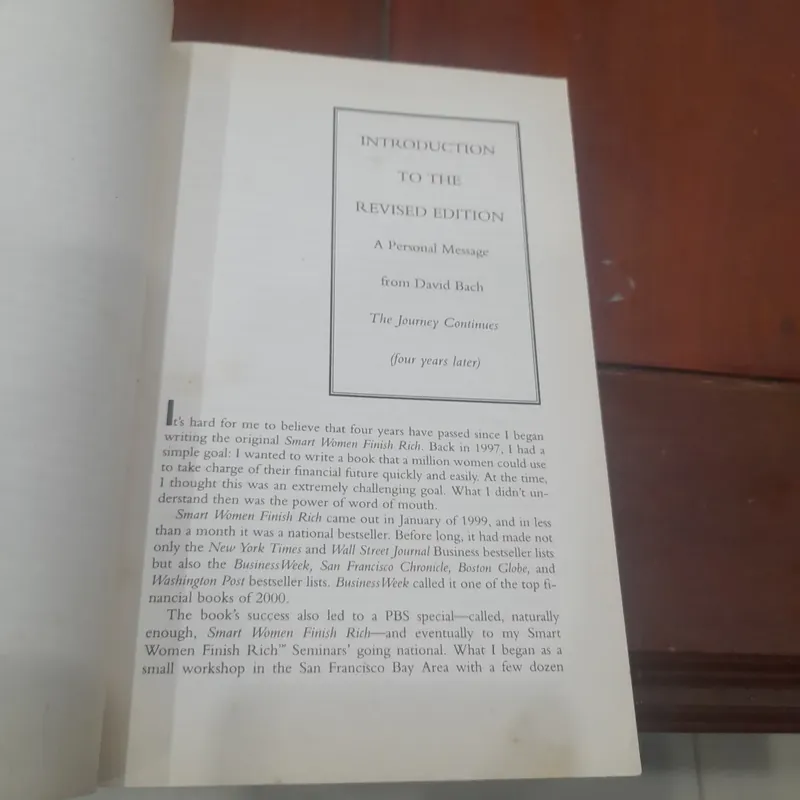 INTRODUCTION
TO THE
REVISED EDITION
A Personal Message
from David Bach
The Journey Continues
(four years later)
It's hard for me to believe that four years have passed since I began
writing the original Smart Women Finish Rich. Back in 1997, I had a
simple goal: I wanted to write a book that a million women could use
to take charge of their financial future quickly and easily. At the time,
I thought this was an extremely challenging goal. What I didn't un-
derstand then was the power of word of mouth.
Smart Women Finish Rich came out in January of 1999, and in less
than a month it was a national bestseller. Before long, it had made not
only the New York Times and Wall Street Journal Business bestseller lists
but also the BusinessWeek, San Francisco Chronicle, Boston Globe, and
Washington Post bestseller lists. BusinessWeek called it one of the top fi-
nancial books of 2000.
The book's success also led to a PBS special—called, naturally
enough, Smart Women Finish Rich—and eventually to my Smart
Women Finish Rich™ Seminars' going national. What I began as a
small workshop in the San Francisco Bay Area with a few dozen